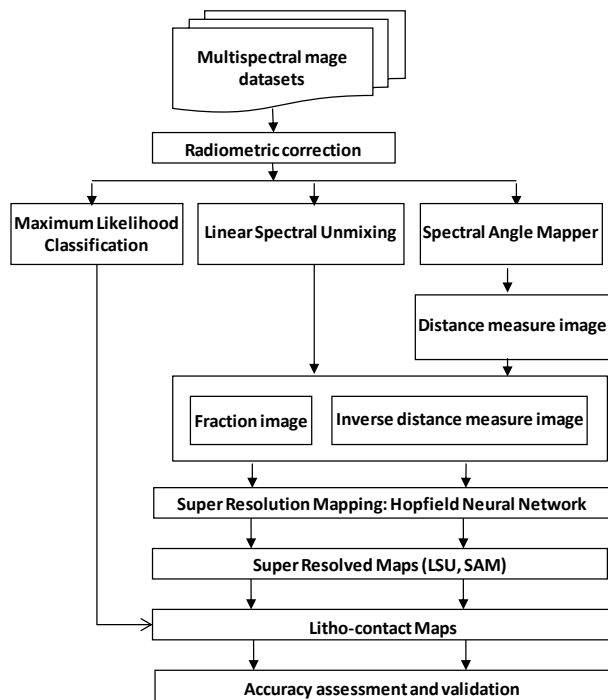 Multispectral mage
datasets
Radiometric correction
Maximum Likelihood
Classification
Linear Spectral Unmixing
Spectral Angle Mapper
Distance measure image
Fraction image
Inverse distance measure image
Super Resolution Mapping: Hopfield Neural Network
Super Resolved Maps (LSU, SAM)
Litho-contact Maps
Accuracy assessment and validation